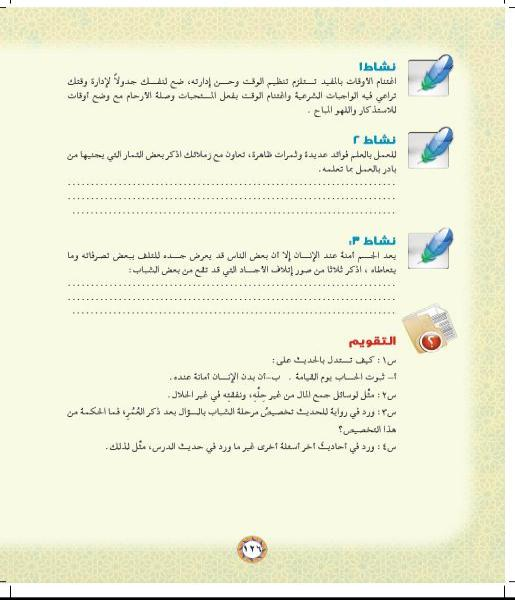 نشاط١
اغتنام الأوقات بالمفيد تستلزم تنظيم الوقت وحسن إدارته، ضع لنفسك جدولاً لإدارة وقتك
تراعي فيه الواجبات الشرعية واغتنام الوقت بفعل المستحبات وصلة الأرحام مع وضع أوقات
للاستذكار واللهو المباح .
نشاط ٢
للعمل بالعلم فوائد عديدة وثمرات ظاهرة، تعاون مع زملائك اذكر بعض الثمار التي يجنيها من
بادر بالعمل بما تعلمه.
نشاط ٣:
يعد الجسم أمنة عند الإنسان إلا أن بعض الناس قد يعرض جسده للتلف ببعض تصرفاته وما
يتعاطاه ، اذكر ثلاثا من صور إتلاف الأجساد التي قد تقع من بعض الشباب:
؟
التقويم
س١: كيف تستدل بالحديث على:
أ- ثبوت الحساب يوم القيامة . ب-أن بدن الإنسان أمانة عنده.
س٢: مثّل لوسائل جمع المال من غير حِلّه، ونفقتِه في غير الحلال.
س٣: ورد في رواية للحديث تخصيصُ مرحلة الشباب بالسؤال بعد ذكر العُمُرِ، فما الحكمة من
هذا التخصيص؟
س٤: ورد في أحاديثَ أخر أسئلة أخرى غير ما ورد في حديث الدرس، مثّل لذلك.
١٢٦